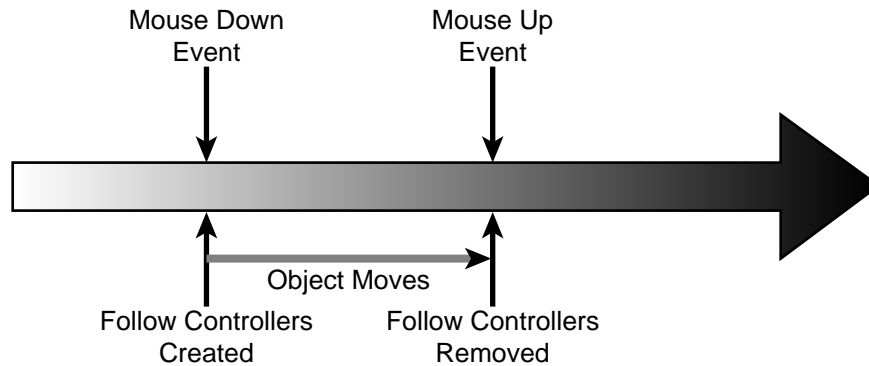 Mouse Down
Event
Mouse Up
Event
Object Moves
Follow Controllers
Created
Follow Controllers
Removed